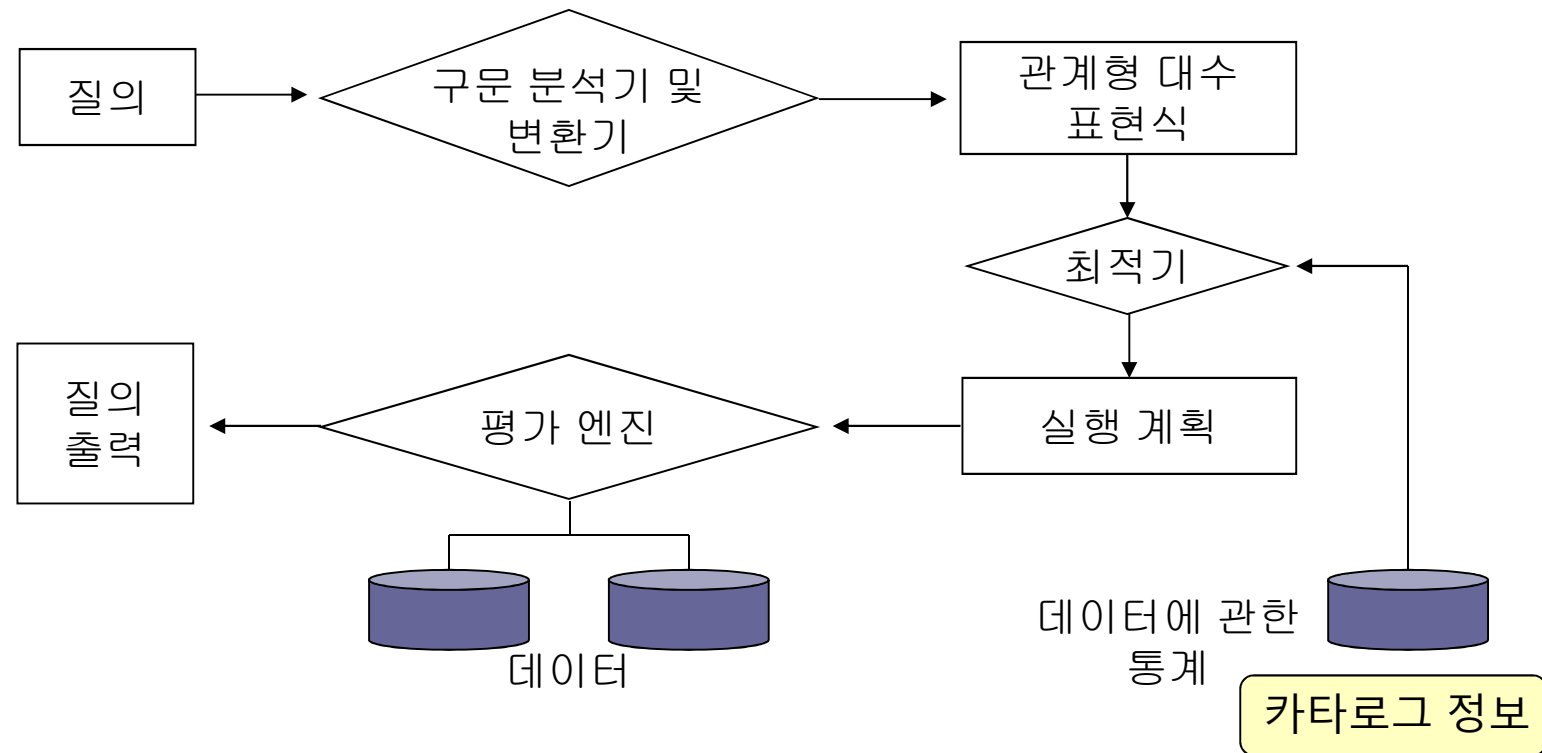 질의
구문 분석기 및
변환기
관계형 대수
표현식
최적기
실행 계획
평가 엔진
질의
출력
데이터
데이터에 관한
통계
카타로그 정보